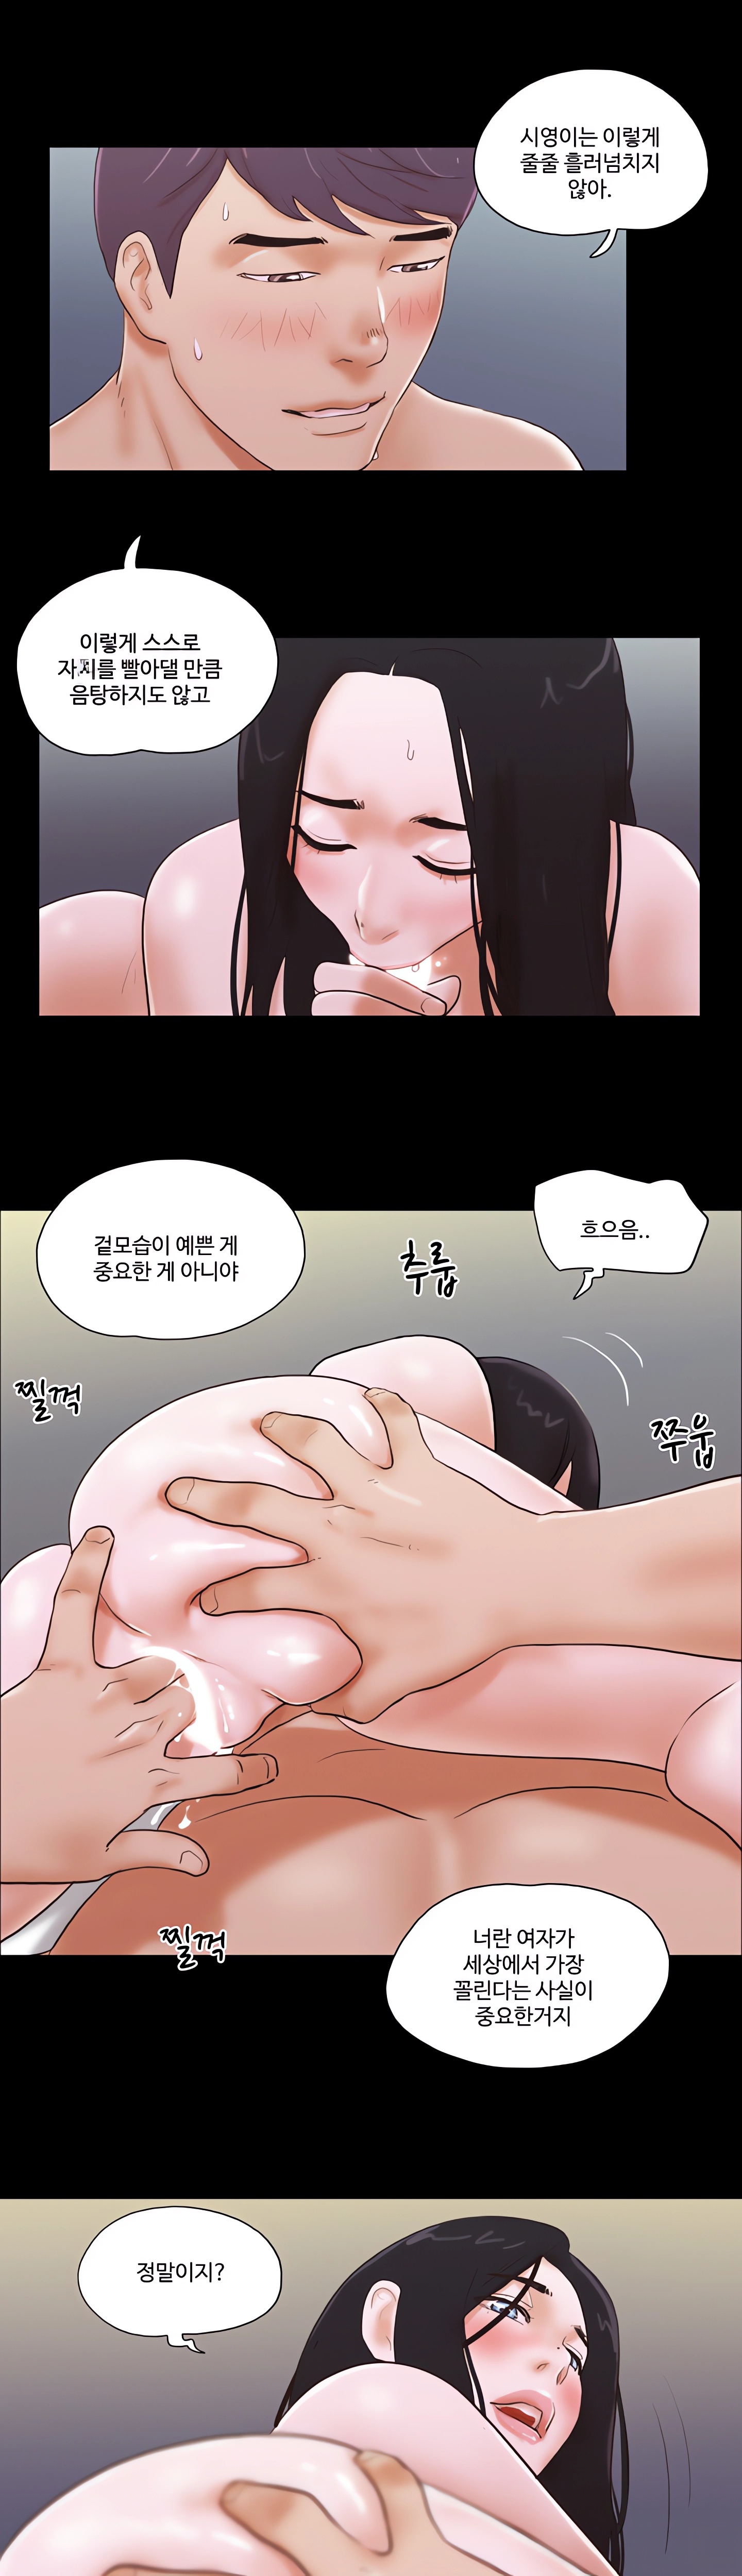 시영이는 이렇게
줄줄 흘러넘치지
않아.
이렇게 스스로
자지를 빨아댈 만큼
음탕하지도 않고
겉모습이 예쁜 게
중요한 게 아니야
흐으음..
추릅
찔꺽
쭈웁
찔꺽
너란 여자가
세상에서 가장
꼴린다는 사실이
중요한거지
정말이지?